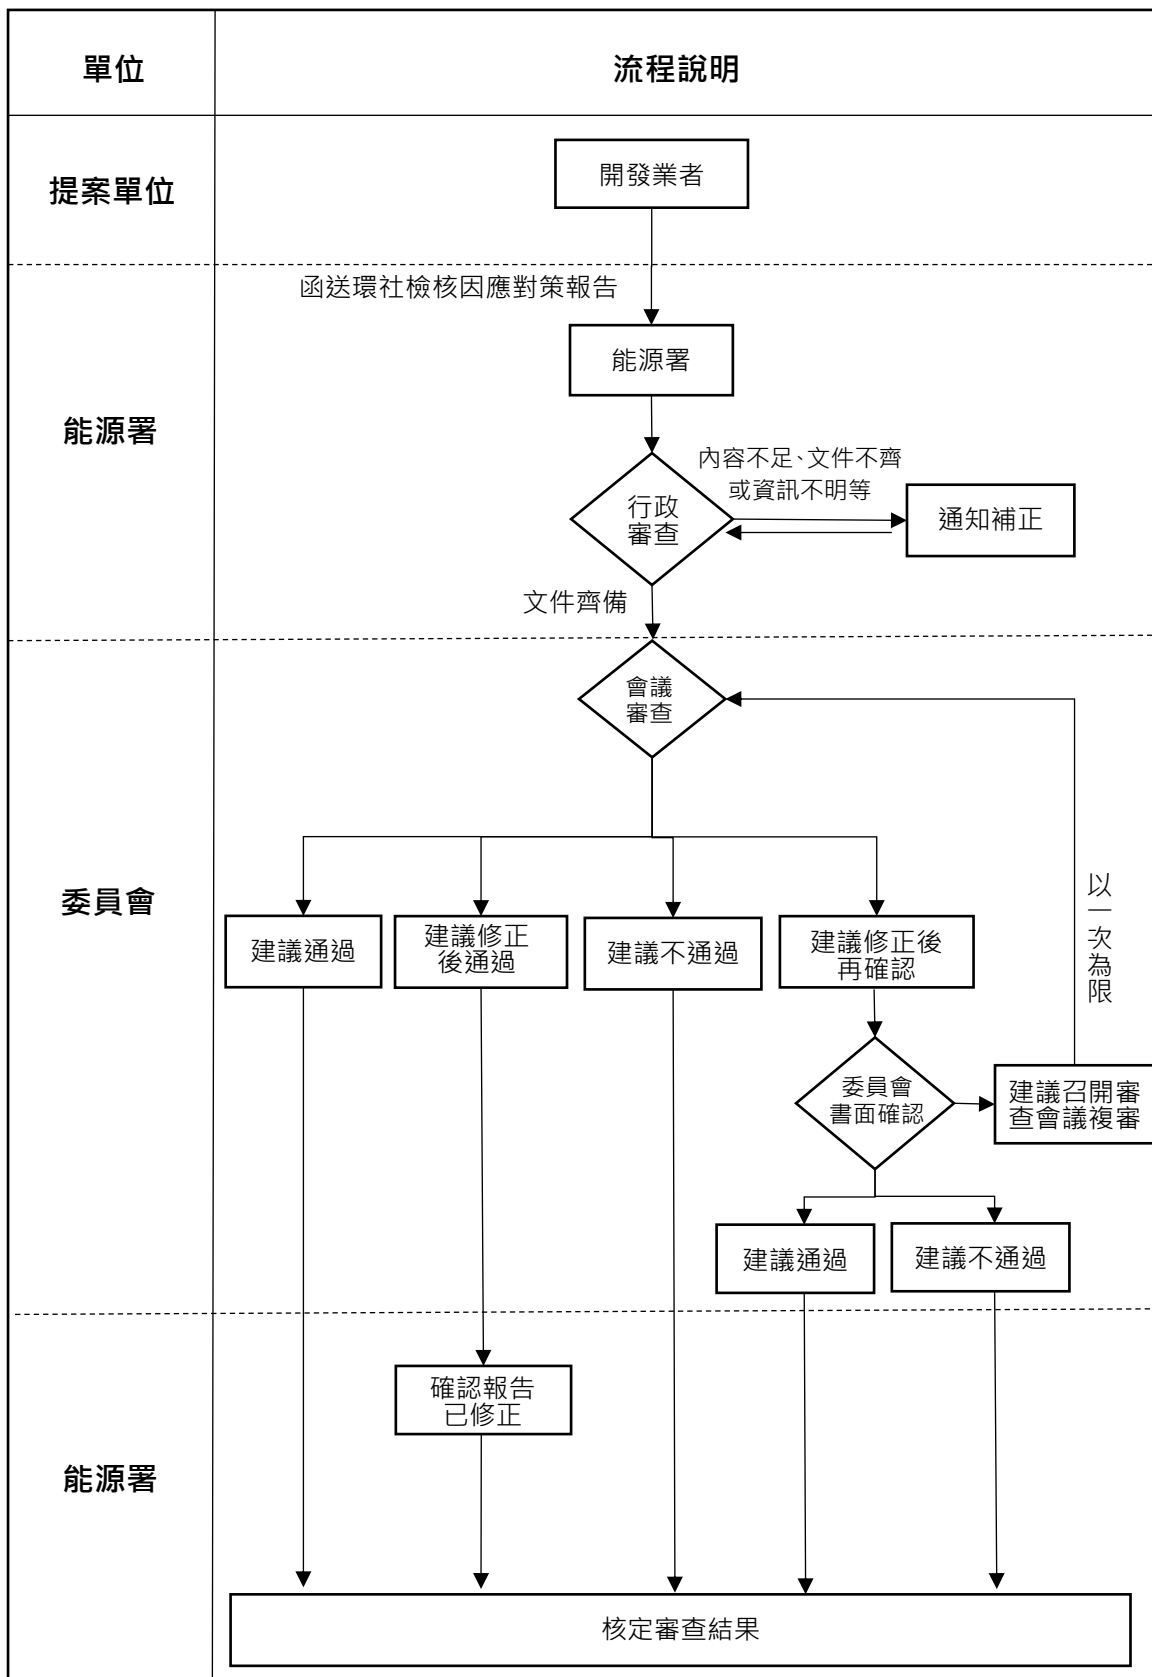 單位
流程說明
提案單位
開發業者
函送環社檢核因應對策報告
能源署
能源署
內容不足、文件不齊
或資訊不明等
行政
審查
通知補正
文件齊備
會議
審查
委員會
以一次為限
建議通過
建議修正
後通過
建議不通過
建議修正後
再確認
委員會
書面確認
建議召開審
查會議複審
建議通過
建議不通過
能源署
確認報告
已修正
核定審查結果